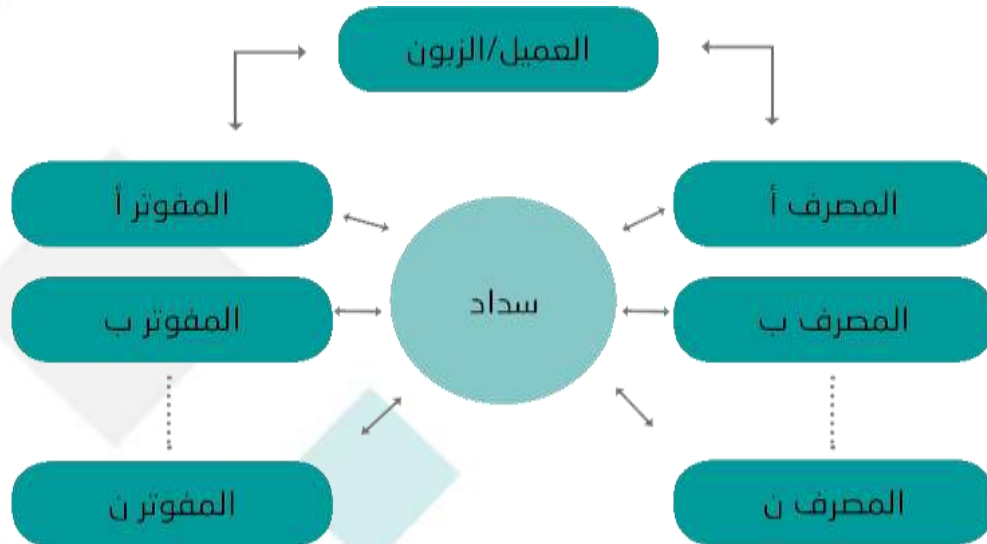 العميل/الزبون
المصرف أ
المفوتر أ
سداد
المصرف ب
المفوتر ب
المصرف ن
المفوتر ن